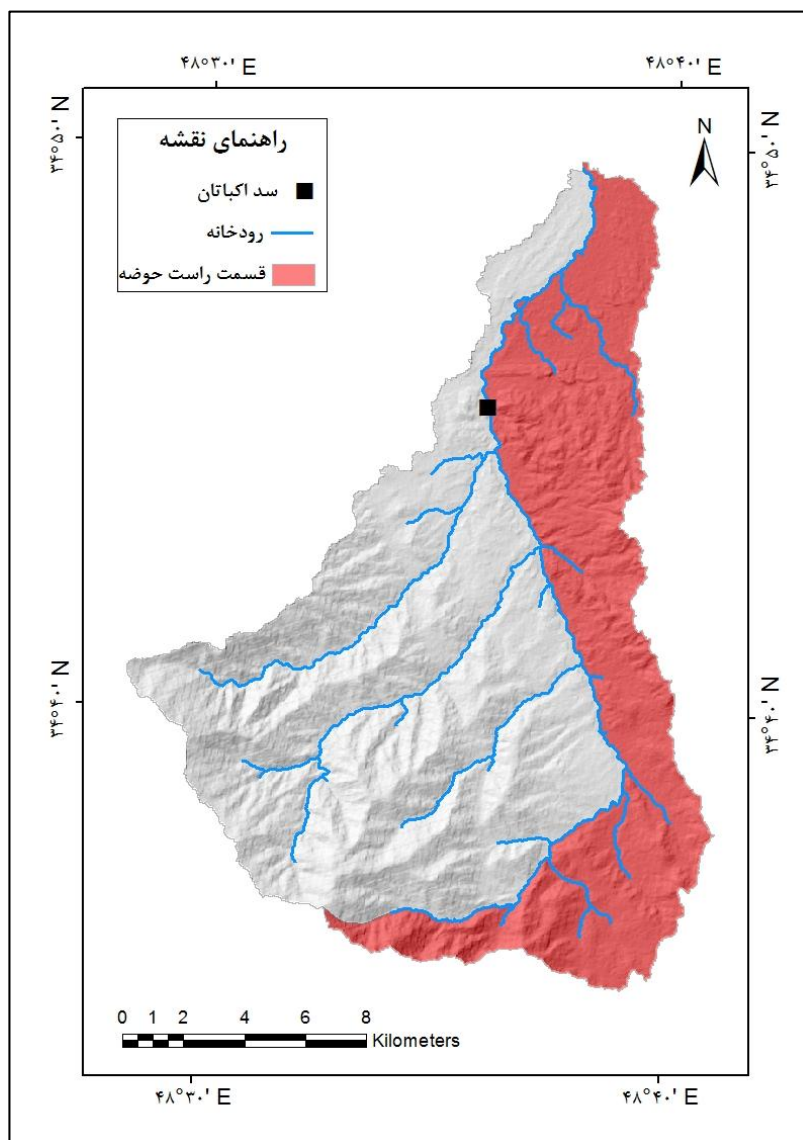 ۴۸°۳۰' E
۴۸°۴۰' E
۳۴°۵۰' N
۳۴°۵۰' N
N
راهنمای نقشه
سد اکباتان
رودخانه
قسمت راست حوضه
۳۴°۴۰' N
۳۴°۴۰' N
0 1 2 4 6 8
Kilometers
۴۸°۳۰' E
۴۸°۴۰' E